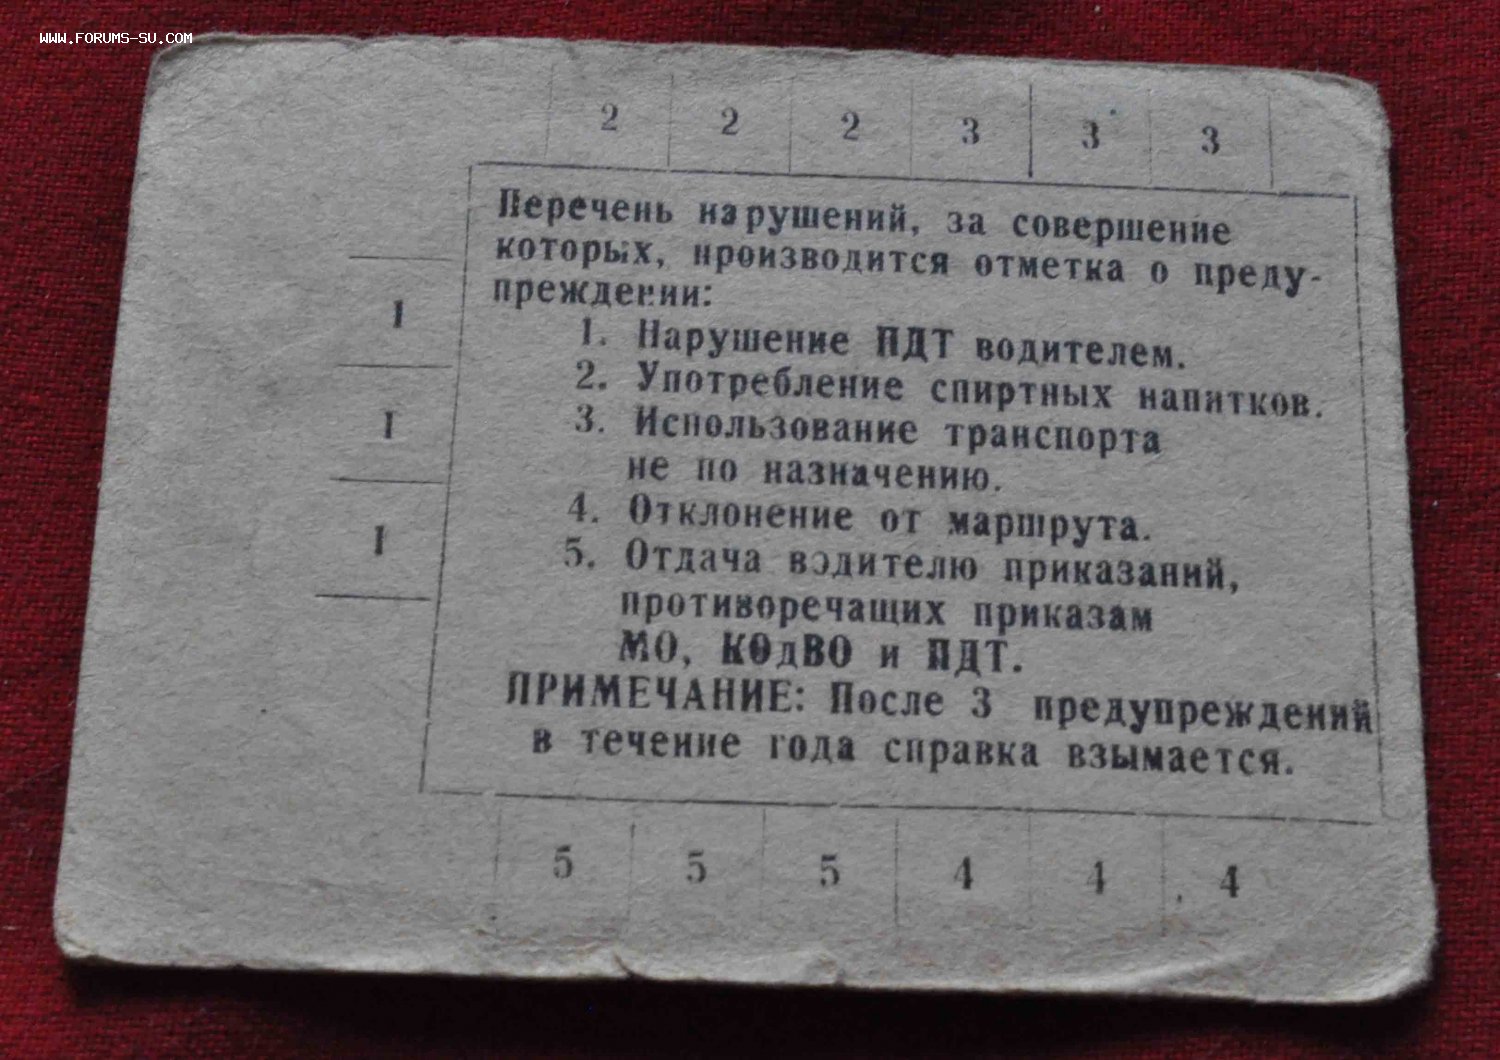 WWW.FORUMS-SU.COM
2 2 2 3 3 3
Перечень нарушений, за совершение
которых, производится отметка о преду-
преждении:
1. Нарушение ПДТ водителем.
2. Употребление спиртных напитков.
3. Использование транспорта
не по назначению.
4. Отклонение от маршрута.
5. Отдача водителю приказаний,
противоречащих приказам
МО, КОдВО и ПДТ.
ПРИМЕЧАНИЕ: После 3 предупреждений
в течение года справка взымается.
1
1
1
5 5 5 4 4 4